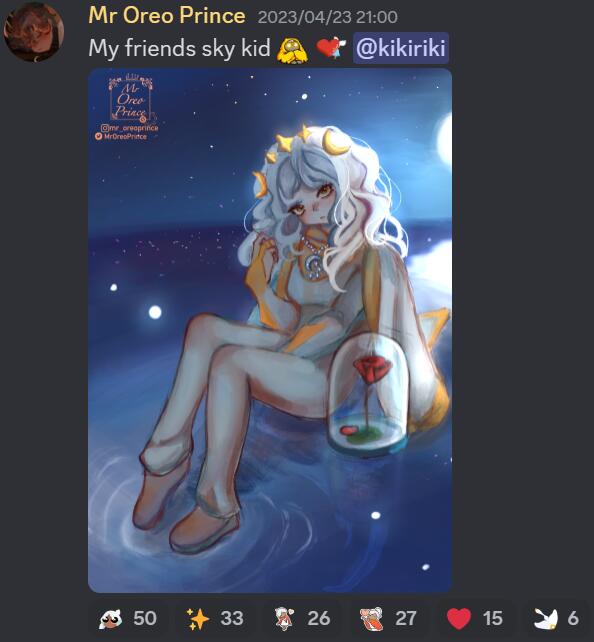 Mr Oreo Prince 2023/04/23 21:00
My friends sky kid @kikiriki
Mr
Oreo
Prince
@mr_oreoprince
MrOreoPrince
50 33 26 27 15 6